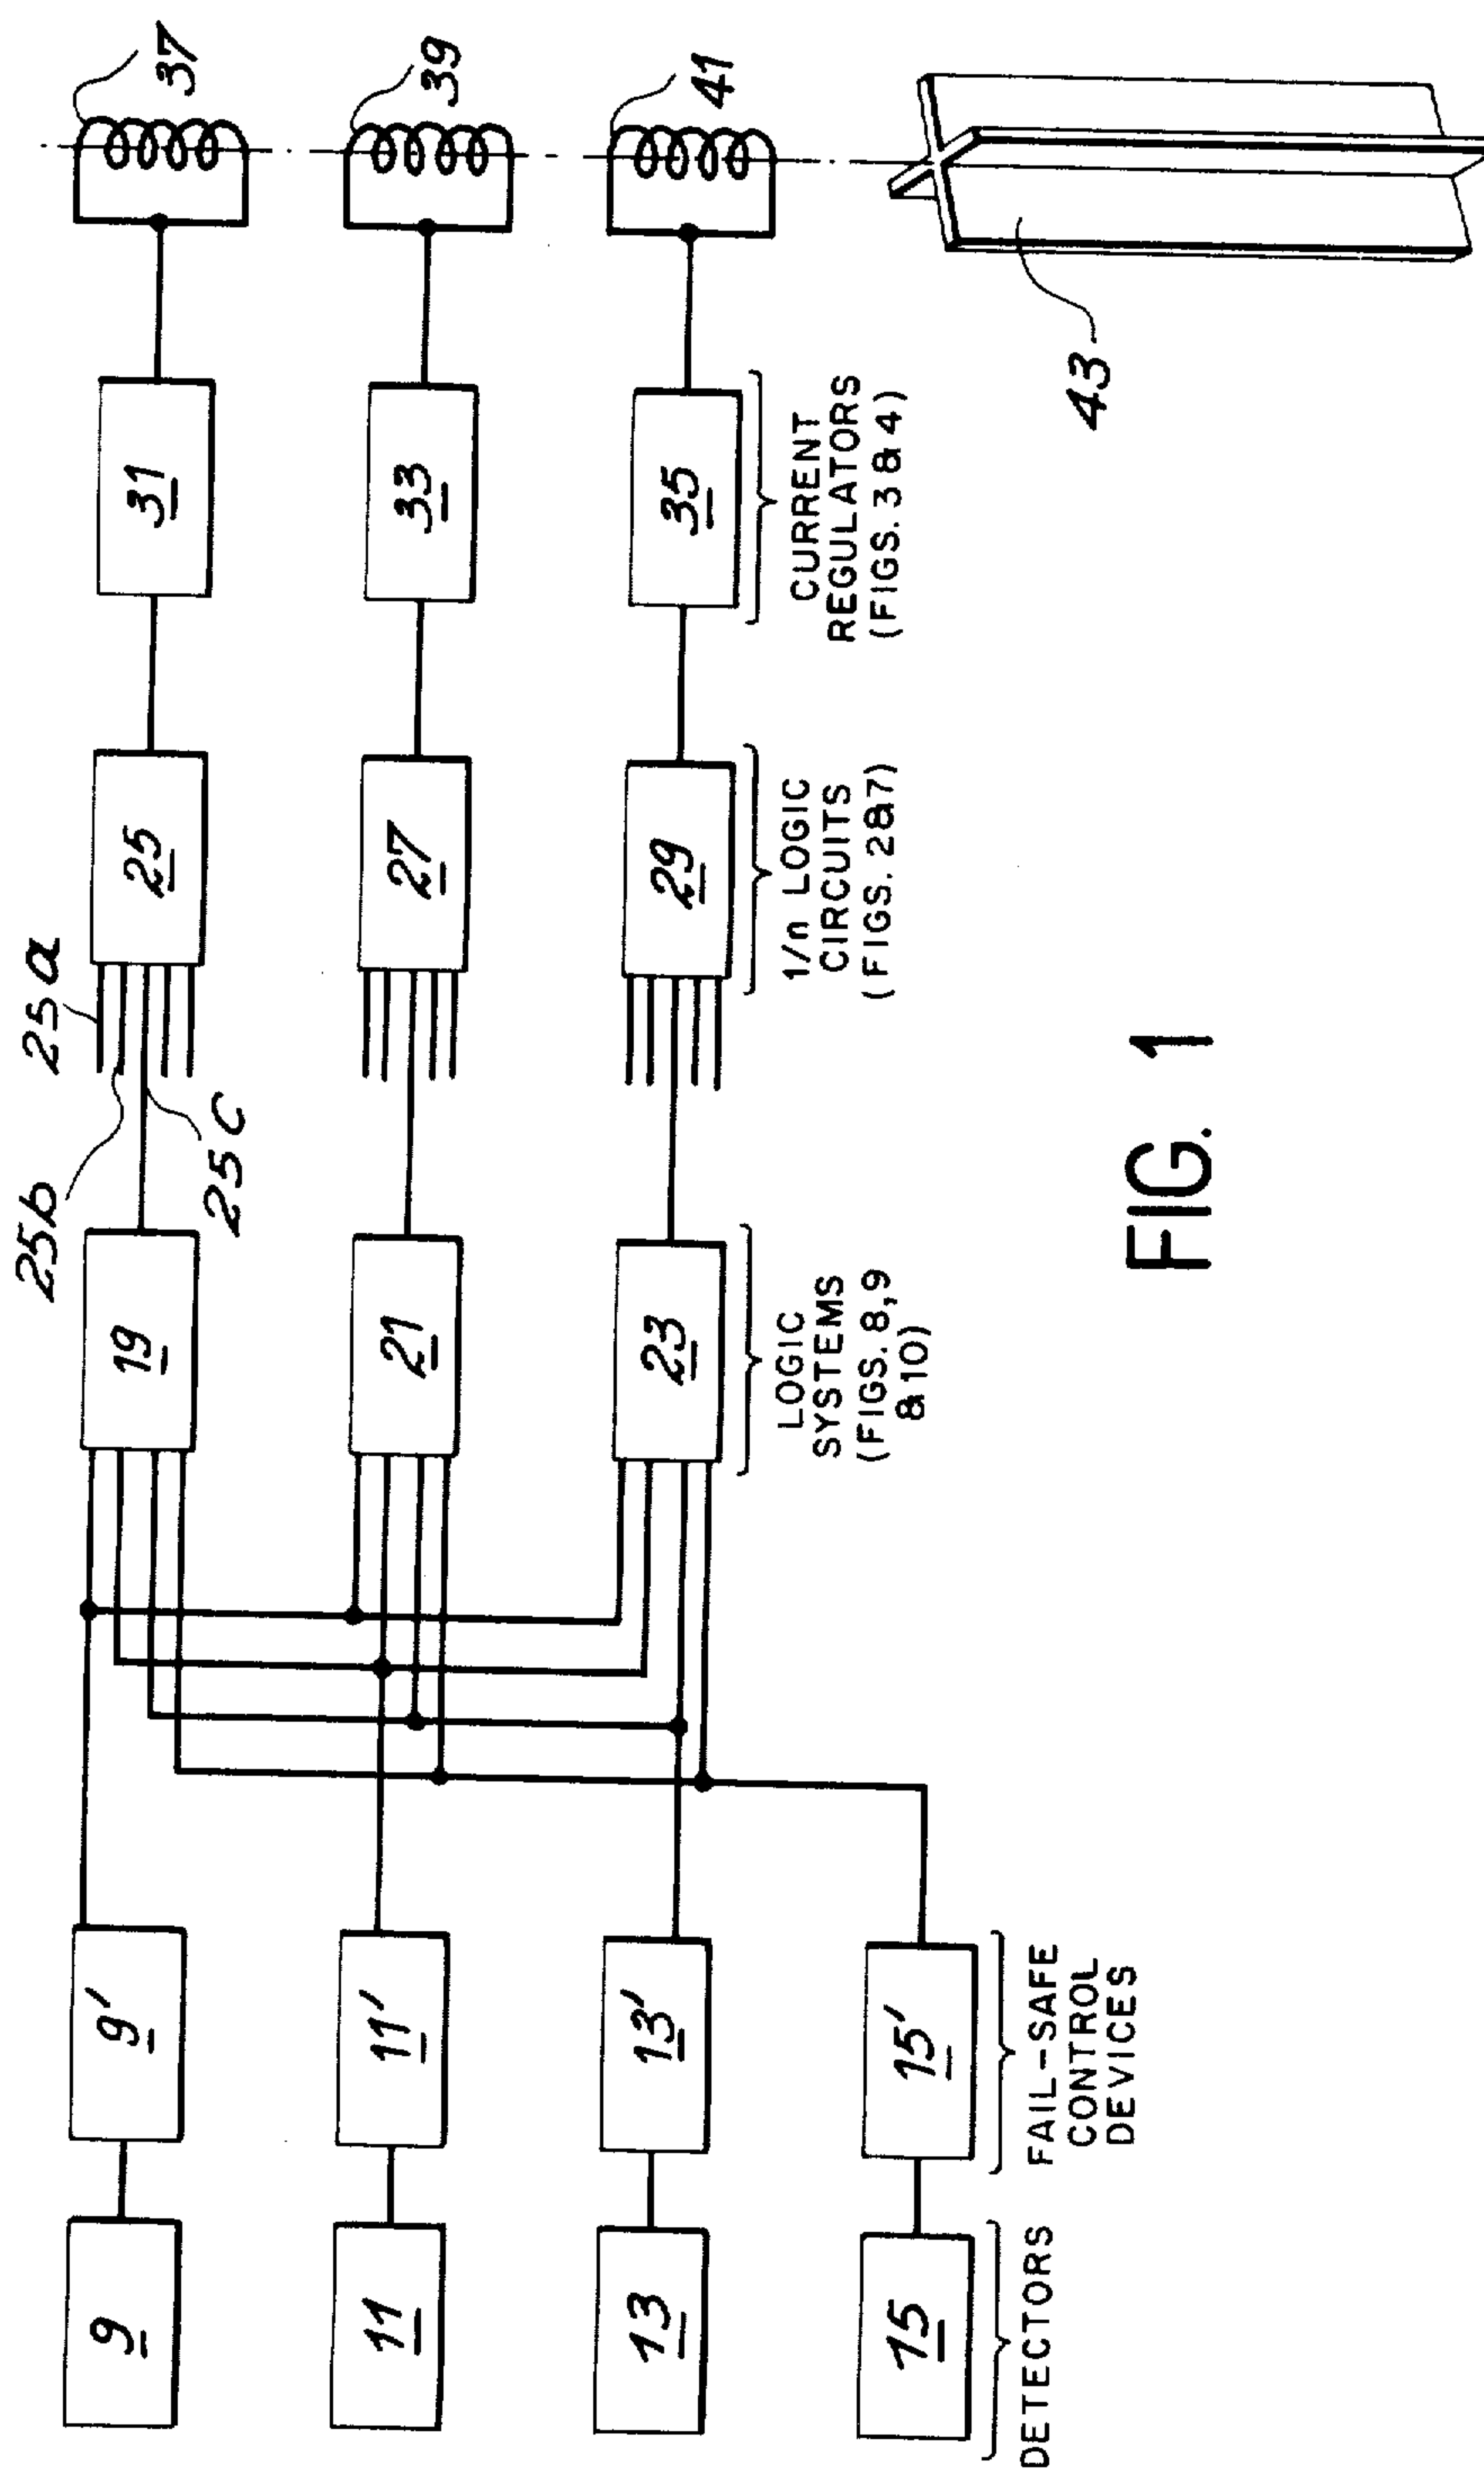 9
9'
11
11'
13
13'
15
15'
DETECTORS
FAIL-SAFE
CONTROL
DEVICES
19
21
23
LOGIC
SYSTEMS
(FIGS. 8,9
& 10)
25a
25b
25c
25
27
29
1/n LOGIC
CIRCUITS
(FIGS. 2&7)
31
33
35
CURRENT
REGULATORS
(FIGS. 3 & 4)
37
39
41
43
FIG. 1